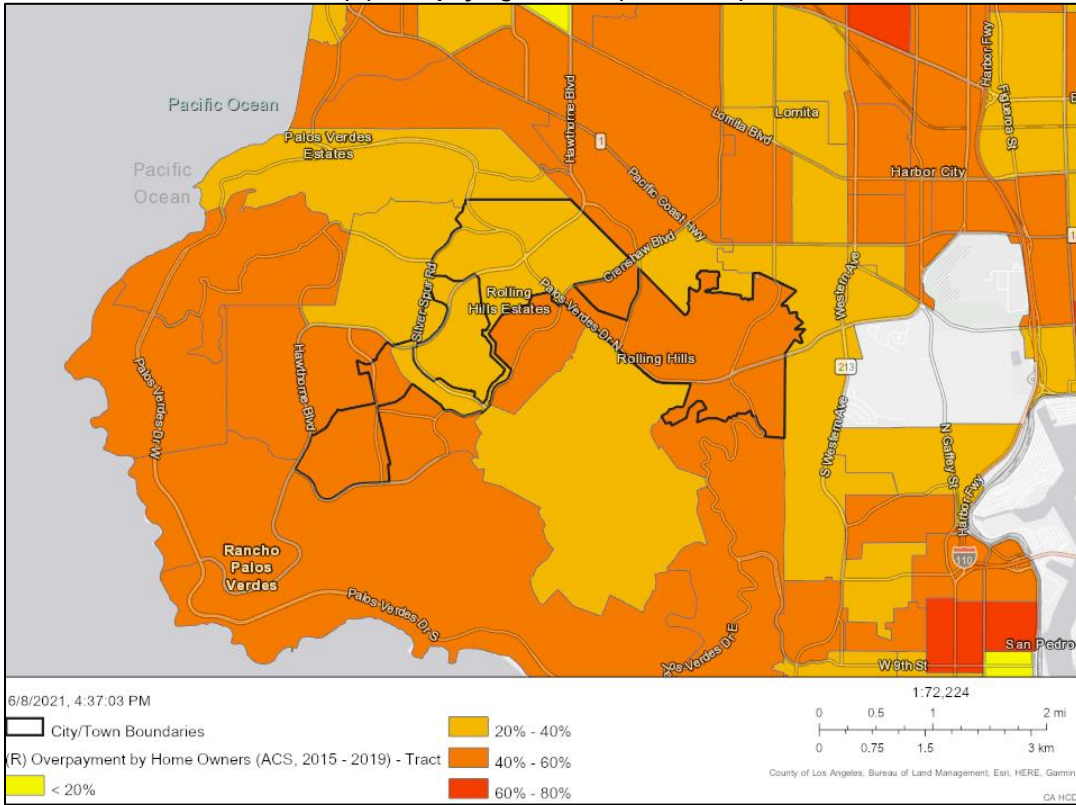 Pacific Ocean
Pacific
Ocean
Palos Verdes
Estates
Hawthorne Blvd
1
Lomita Blvd
Lomita
Harbor Fwy
Figueroa St
Harbor City
Pacific Coast Hwy
Crenshaw Blvd
Silver Spur Rd
Rolling
Hills Estates
Palos Verdes Dr N
Rolling Hills
Western Ave
213
Hawthorne Blvd
Palos Verdes Dr W
S Western Ave
N Gaffey St
Harbor Fwy
110
Rancho
Palos
Verdes
Palos Verdes Dr S
Palos Verdes Dr E
W 9th St
San Pedro
6/8/2021, 4:37:03 PM
City/Town Boundaries
(R) Overpayment by Home Owners (ACS, 2015 - 2019) - Tract
< 20%
20% - 40%
40% - 60%
60% - 80%
1:72,224
0 0.5 1 2 mi
0 0.75 1.5 3 km
County of Los Angeles, Bureau of Land Management, Esri, HERE, Garmin
CA HCD